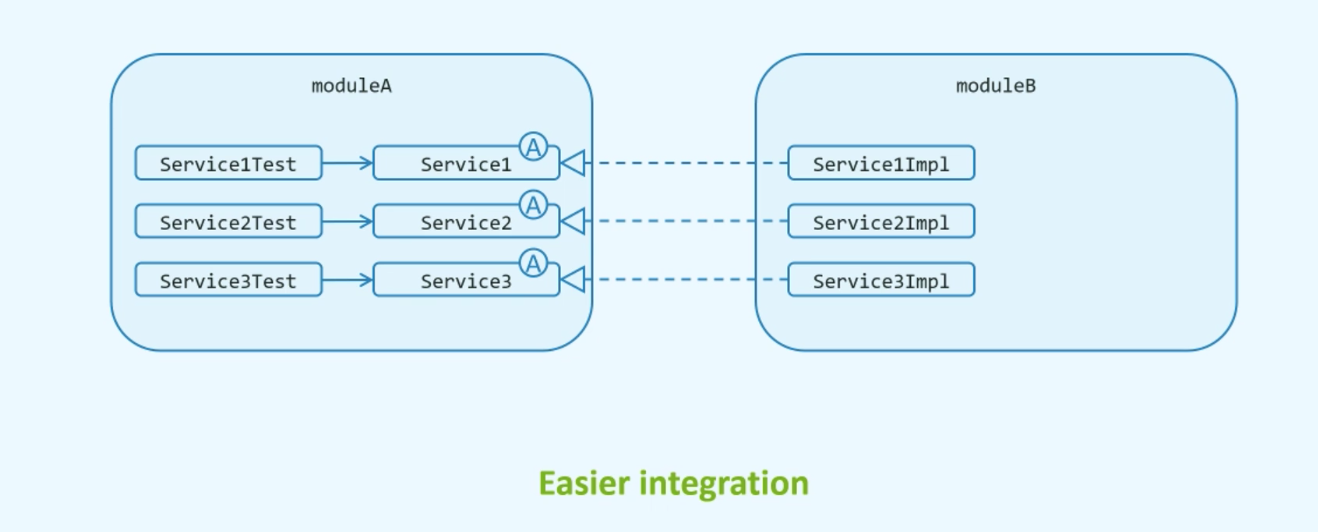 moduleA
moduleB
A
Service1Test
Service1
Service1Impl
A
Service2Test
Service2
Service2Impl
A
Service3Test
Service3
Service3Impl
Easier integration